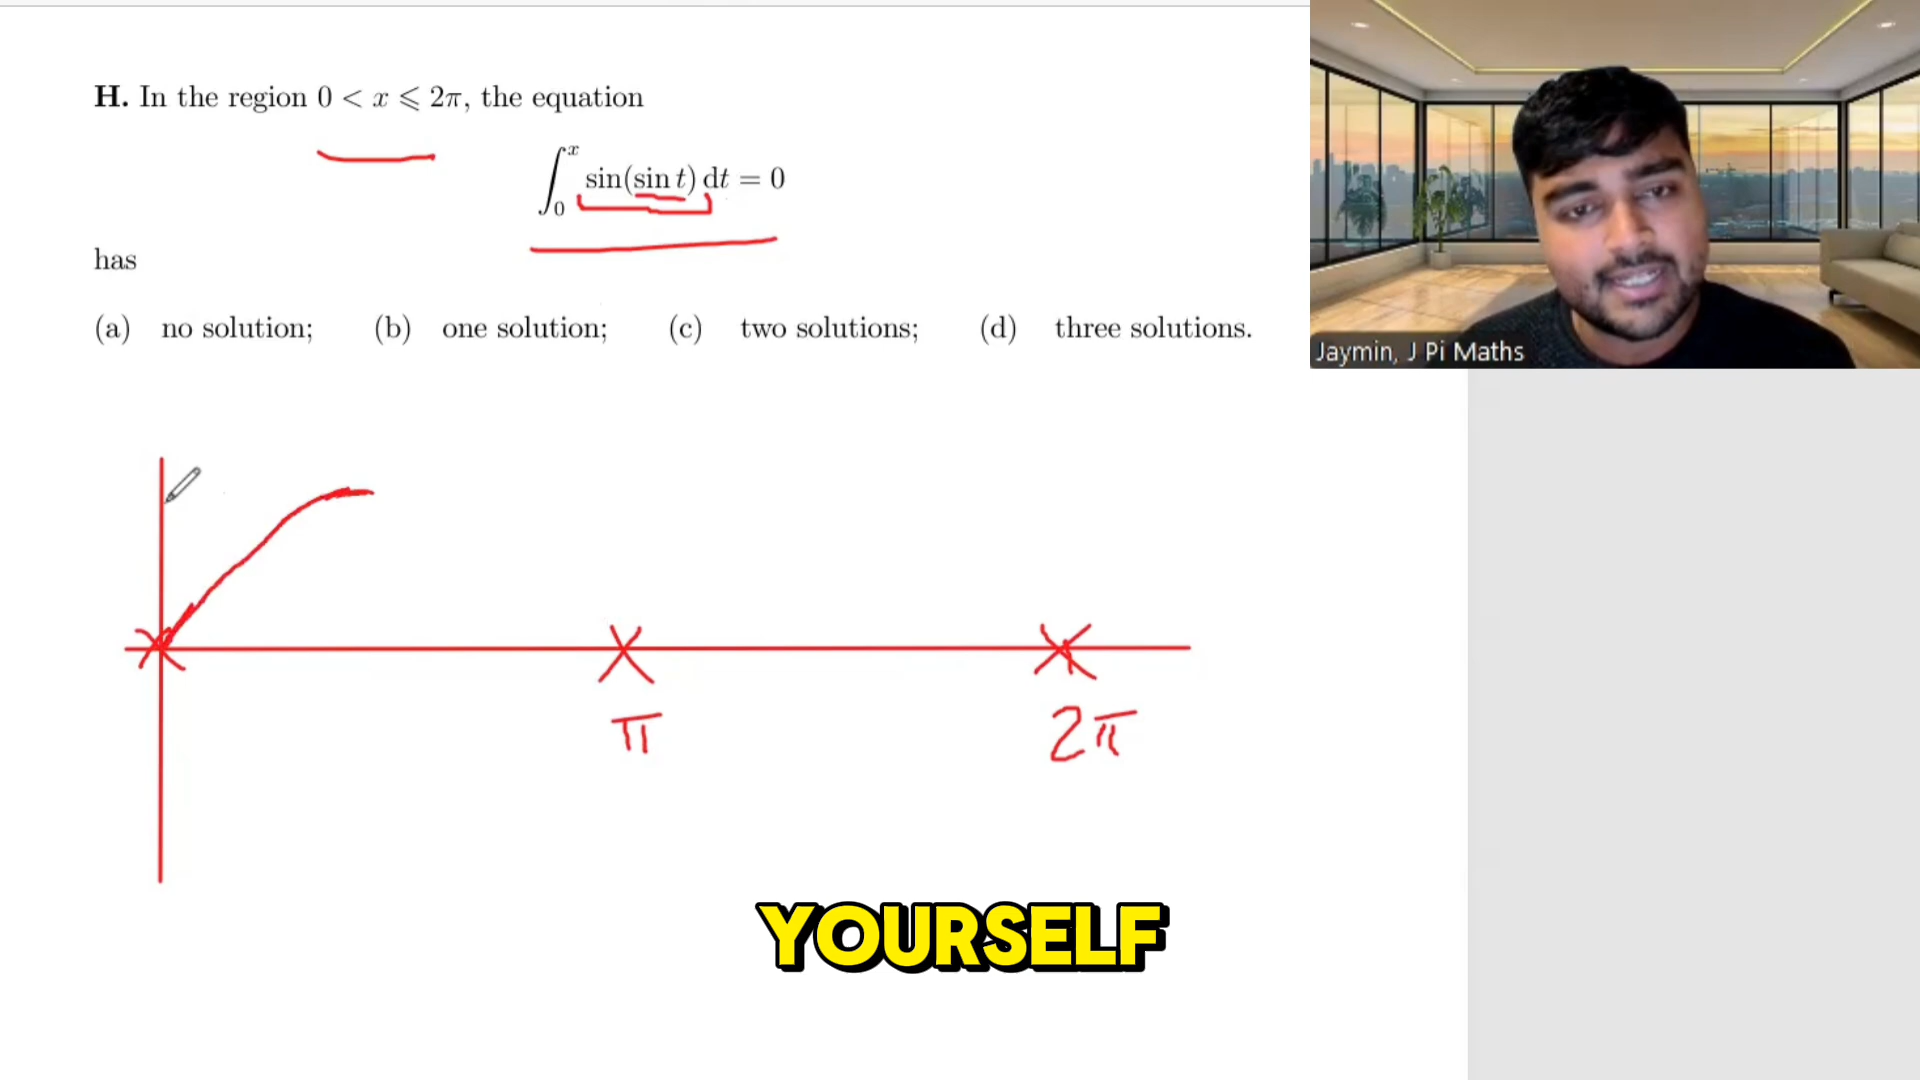 H. In the region 0 < x ⩽ 2π, the equation
∫₀ˣ sin(sin t) dt = 0
has
(a) no solution; (b) one solution; (c) two solutions; (d) three solutions.
Jaymin, J Pi Maths
π
2π
YOURSELF